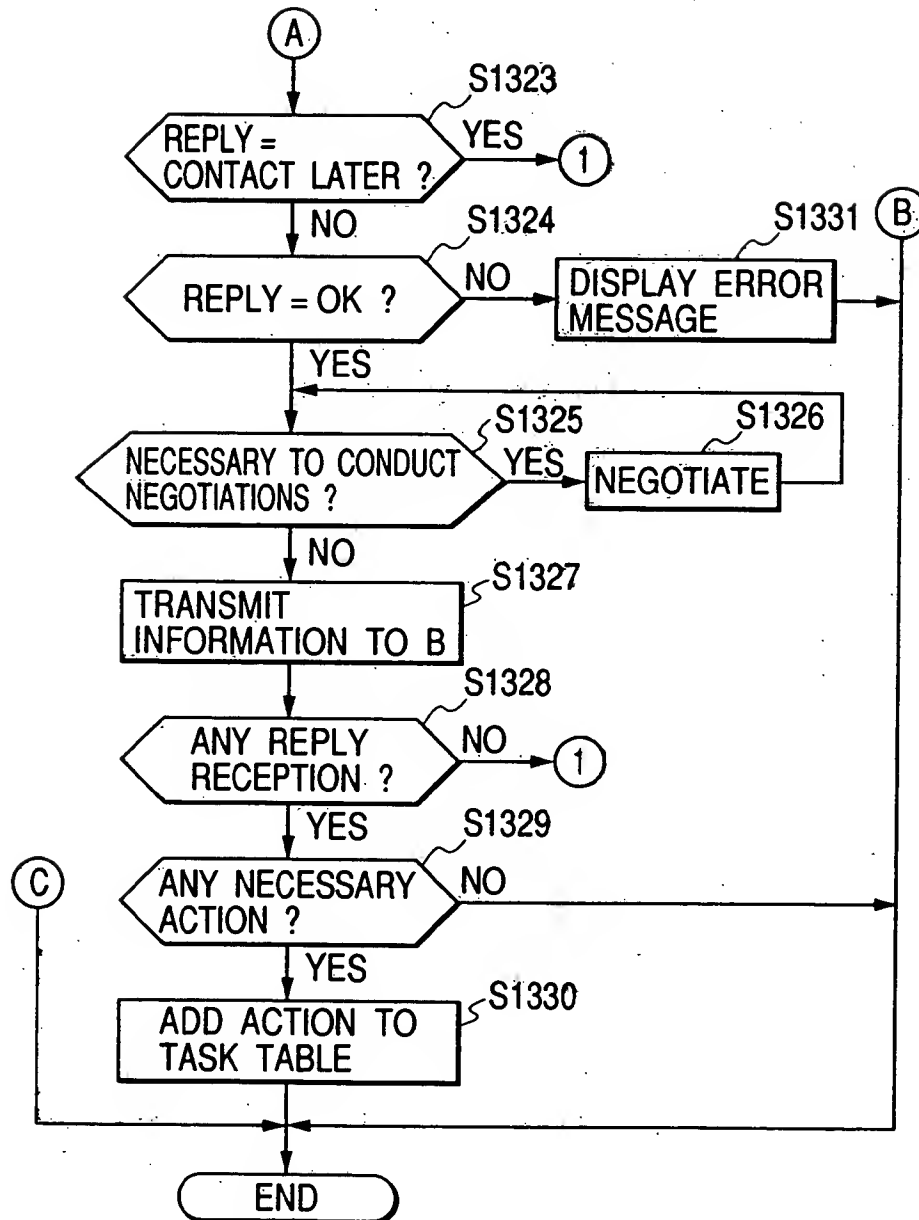 A
S1323
REPLY =
CONTACT LATER ?
YES
1
NO
S1324
B
S1331
REPLY = OK ?
NO
DISPLAY ERROR
MESSAGE
YES
S1325
S1326
NECESSARY TO CONDUCT
NEGOTIATIONS ?
YES
NEGOTIATE
NO
S1327
TRANSMIT
INFORMATION TO B
S1328
ANY REPLY
RECEPTION ?
NO
1
YES
S1329
C
ANY NECESSARY
ACTION ?
NO
YES
S1330
ADD ACTION TO
TASK TABLE
END